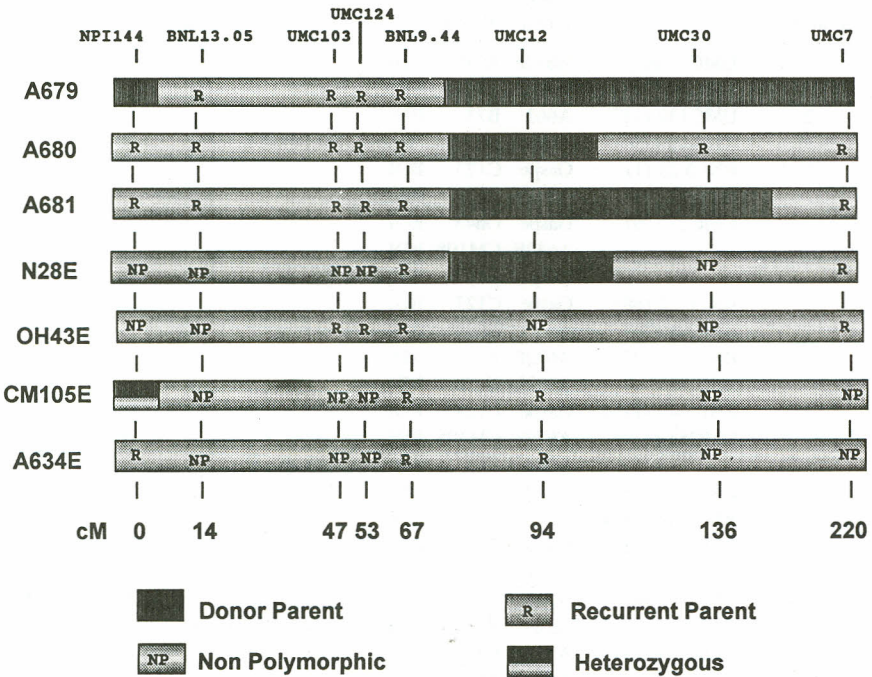 UMC124
NPI144 BNL13.05 UMC103 BNL9.44 UMC12 UMC30 UMC7
A679 R R R R
A680 R R R R R R R
A681 R R R R R R
N28E NP NP NP NP R NP R
OH43E NP NP R R R NP NP R
CM105E NP NP NP R R NP NP
A634E R NP NP NP R R NP NP
cM 0 14 47 53 67 94 136 220
Donor Parent R Recurrent Parent
NP Non Polymorphic Heterozygous